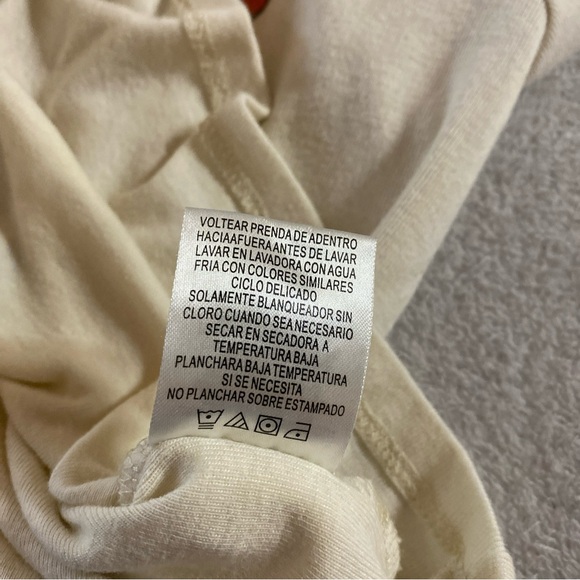 VOLTEAR PRENDA DE ADENTRO
HACIAAFUERA ANTES DE LAVAR
LAVAR EN LAVADORA CON AGUA
FRIA CON COLORES SIMILARES
CICLO DELICADO
SOLAMENTE BLANQUEADOR SIN
CLORO CUANDO SEA NECESARIO
SECAR EN SECADORA A
TEMPERATURA BAJA
PLANCHARA BAJA TEMPERATURA
SI SE NECESITA
NO PLANCHAR SOBRE ESTAMPADO